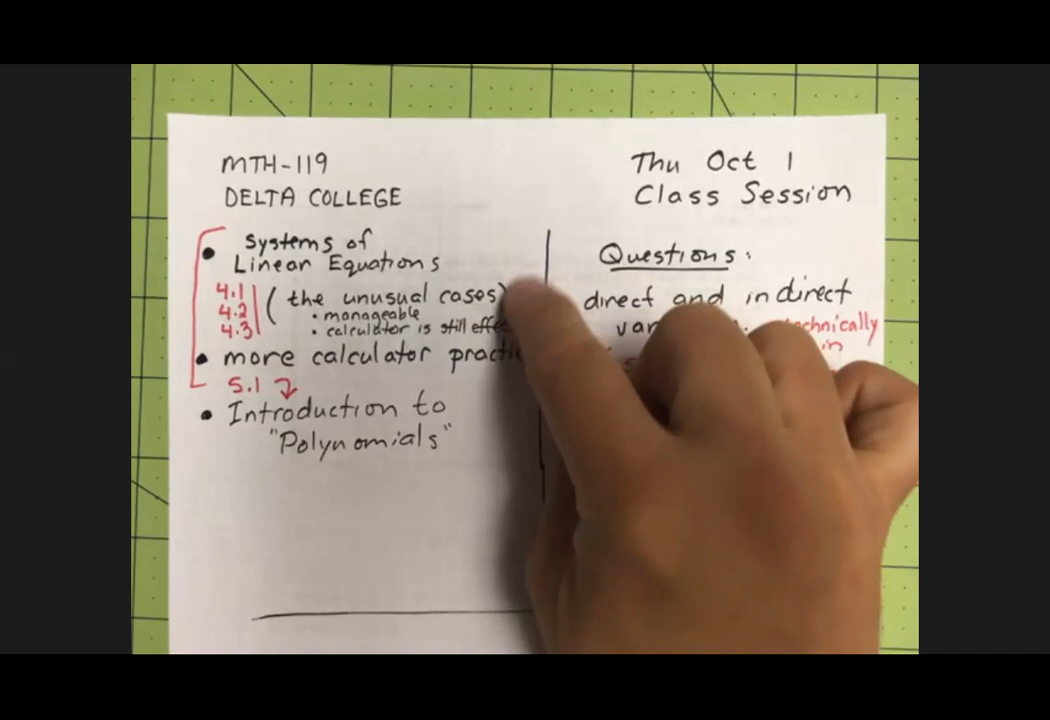 MTH-119
DELTA COLLEGE
Thu Oct 1
Class Session
• Systems of
Linear Equations
4.1
4.2
4.3
(the unusual cases)
• manageable
• calculator is still
• more calculator
5.1
• Introduction to
"Polynomials"
Questions:
direct and indirect
in